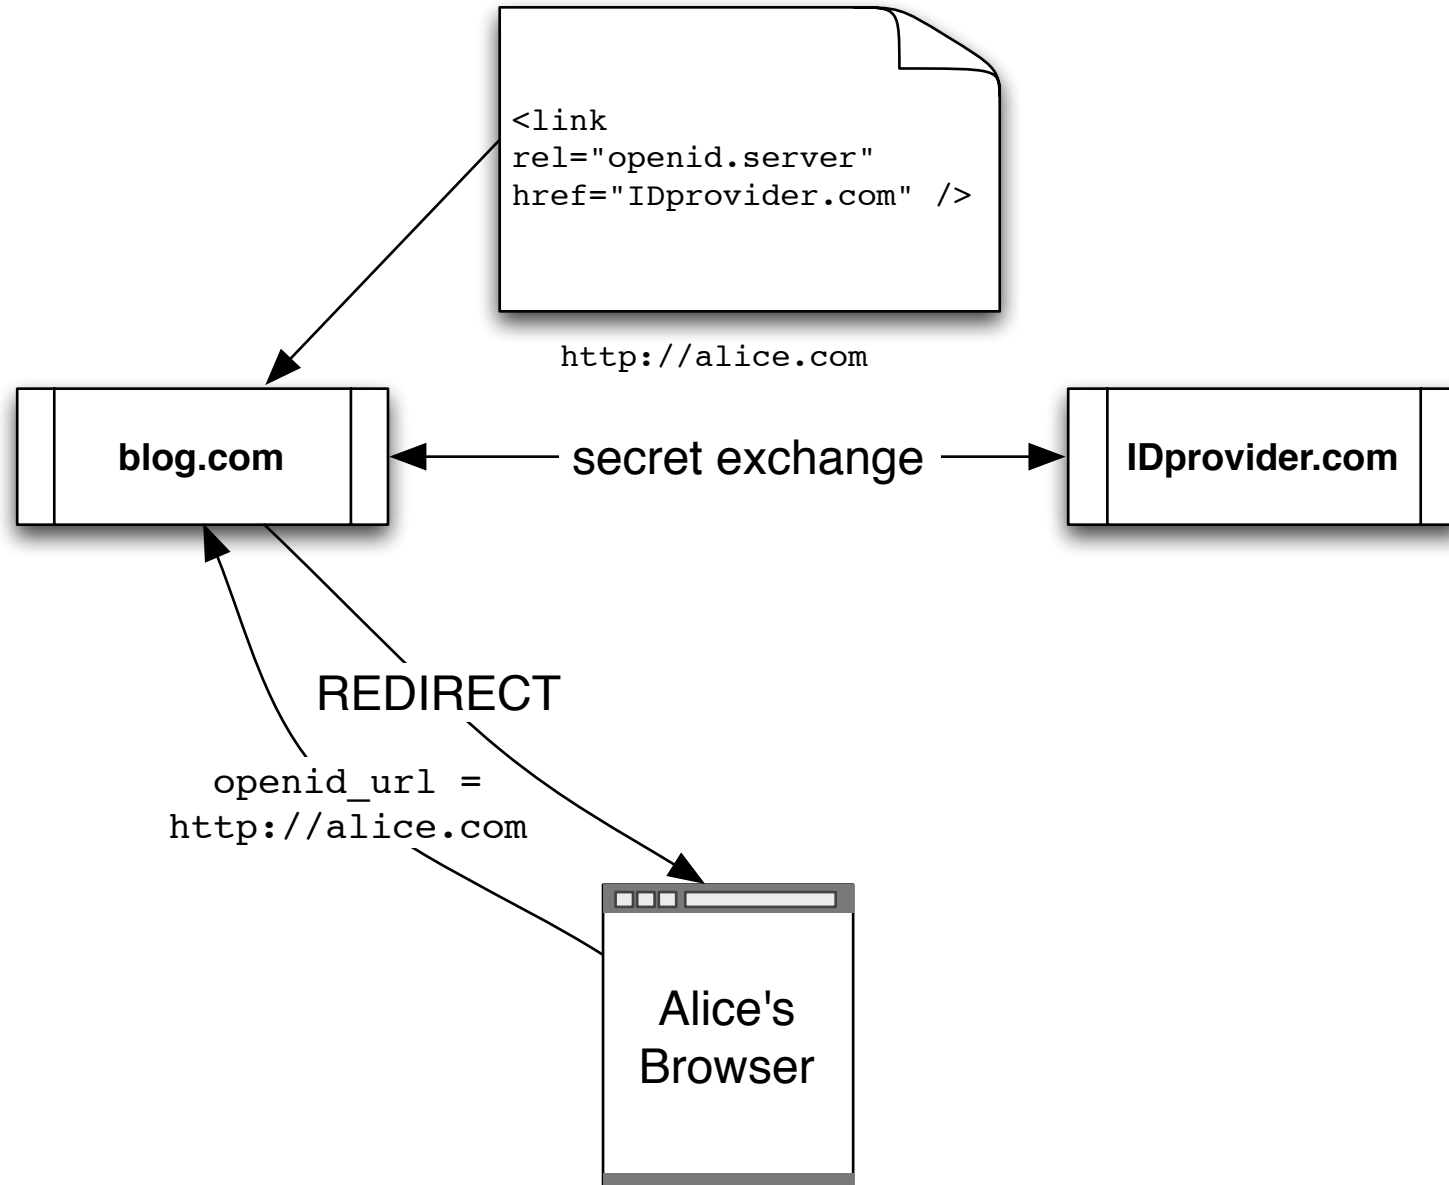 <link
rel="openid.server"
href="IDprovider.com" />
http://alice.com
blog.com
secret exchange
IDprovider.com
REDIRECT
openid_url =
http://alice.com
Alice's
Browser